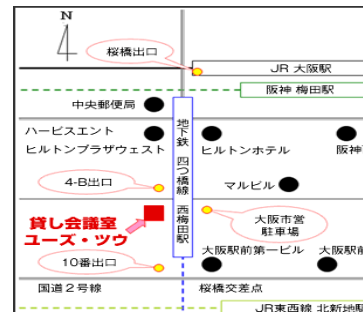 N
桜橋出口
JR 大阪駅
阪神 梅田駅
中央郵便局
ハービスエント
ヒルトンプラザウェスト
地下鉄 四つ橋線 西梅田駅
ヒルトンホテル
阪神
4-B出口
マルビル
貸し会議室
ユーズ・ツウ
大阪市営
駐車場
10番出口
大阪駅前第一ビル
大阪駅前
国道2号線
桜橋交差点
JR東西線 北新地駅